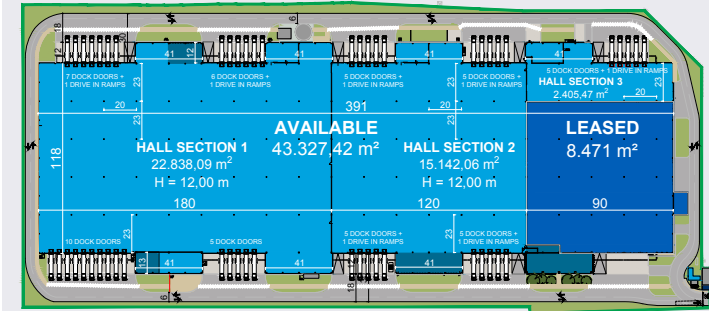 18
6
30
12
41
12
41
41
41
7 DOCK DOORS +
1 DRIVE IN RAMPS
6 DOCK DOORS +
1 DRIVE IN RAMPS
5 DOCK DOORS +
1 DRIVE IN RAMPS
5 DOCK DOORS +
1 DRIVE IN RAMPS
5 DOCK DOORS + 1 DRIVE IN RAMPS
23
23
23
HALL SECTION 3
2.405,47 m²
20
20
20
391
23
23
AVAILABLE
43.327,42 m²
LEASED
8.471 m²
118
HALL SECTION 1
22.838,09 m²
H = 12,00 m
HALL SECTION 2
15.142,06 m²
H = 12,00 m
180
120
90
23
23
10 DOCK DOORS
5 DOCK DOORS
5 DOCK DOORS +
1 DRIVE IN RAMPS
5 DOCK DOORS +
1 DRIVE IN RAMPS
13
41
41
41
12
18
6